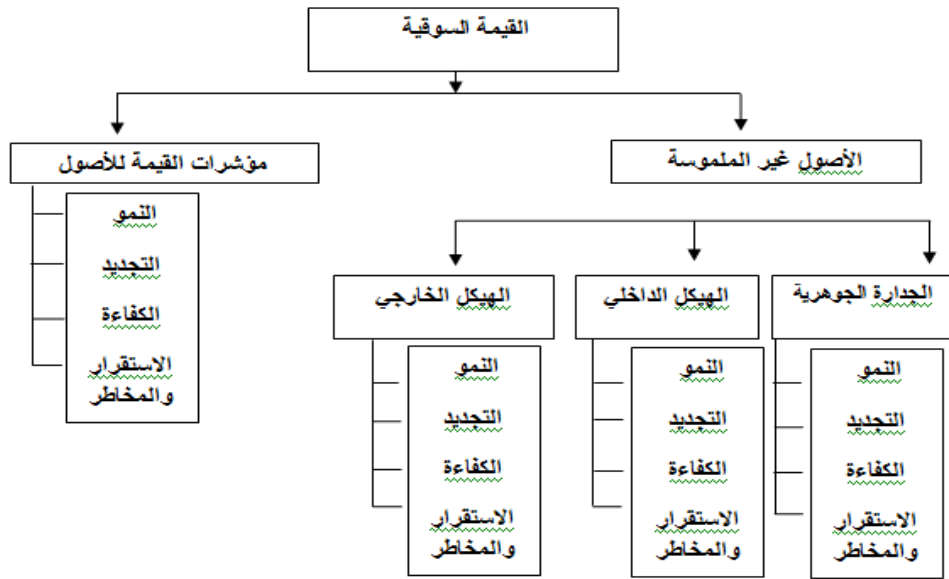 القيمة السوقية
الأصول غير الملموسة
مؤشرات القيمة للأصول
النمو
التجديد
الكفاءة
الاستقرار
والمخاطر
الجدارة الجوهرية
النمو
التجديد
الكفاءة
الاستقرار
والمخاطر
الهيكل الداخلي
النمو
التجديد
الكفاءة
الاستقرار
والمخاطر
الهيكل الخارجي
النمو
التجديد
الكفاءة
الاستقرار
والمخاطر